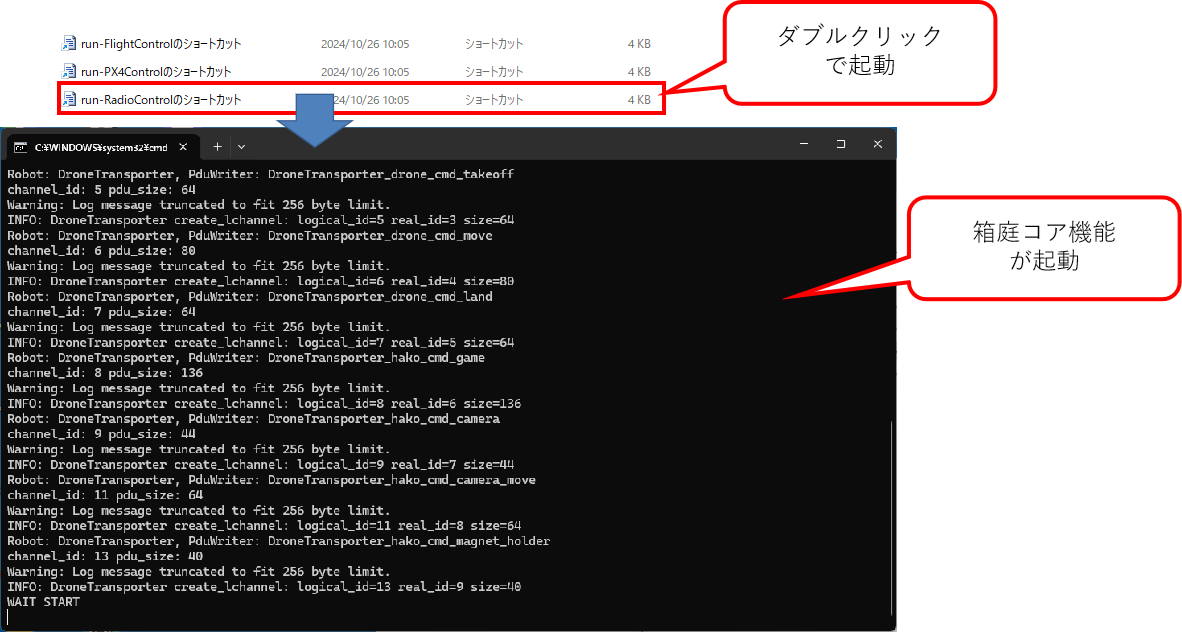 ダブルクリック
で起動
run-FlightControlのショートカット 2024/10/26 10:05 ショートカット 4 KB
run-PX4Controlのショートカット 2024/10/26 10:05 ショートカット 4 KB
run-RadioControlのショートカット 2024/10/26 10:05 ショートカット 4 KB
C:¥WINDOWS¥system32¥cmd
Robot: DroneTransporter, PduWriter: DroneTransporter_drone_cmd_takeoff
channel_id: 5 pdu_size: 64
Warning: Log message truncated to fit 256 byte limit.
INFO: DroneTransporter create_lchannel: logical_id=5 real_id=3 size=64
Robot: DroneTransporter, PduWriter: DroneTransporter_drone_cmd_move
channel_id: 6 pdu_size: 80
Warning: Log message truncated to fit 256 byte limit.
INFO: DroneTransporter create_lchannel: logical_id=6 real_id=4 size=80
Robot: DroneTransporter, PduWriter: DroneTransporter_drone_cmd_land
channel_id: 7 pdu_size: 64
Warning: Log message truncated to fit 256 byte limit.
INFO: DroneTransporter create_lchannel: logical_id=7 real_id=5 size=64
Robot: DroneTransporter, PduWriter: DroneTransporter_hako_cmd_game
channel_id: 8 pdu_size: 136
Warning: Log message truncated to fit 256 byte limit.
INFO: DroneTransporter create_lchannel: logical_id=8 real_id=6 size=136
Robot: DroneTransporter, PduWriter: DroneTransporter_hako_cmd_camera
channel_id: 9 pdu_size: 44
Warning: Log message truncated to fit 256 byte limit.
INFO: DroneTransporter create_lchannel: logical_id=9 real_id=7 size=44
Robot: DroneTransporter, PduWriter: DroneTransporter_hako_cmd_camera_move
channel_id: 11 pdu_size: 64
Warning: Log message truncated to fit 256 byte limit.
INFO: DroneTransporter create_lchannel: logical_id=11 real_id=8 size=64
Robot: DroneTransporter, PduWriter: DroneTransporter_hako_cmd_magnet_holder
channel_id: 13 pdu_size: 40
Warning: Log message truncated to fit 256 byte limit.
INFO: DroneTransporter create_lchannel: logical_id=13 real_id=9 size=40
WAIT START
箱庭コア機能
が起動